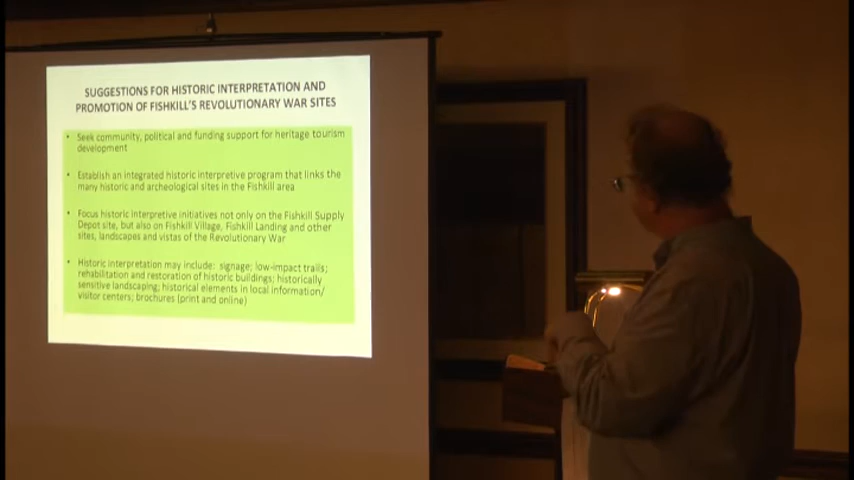 SUGGESTIONS FOR HISTORIC INTERPRETATION AND
PROMOTION OF FISHKILL'S REVOLUTIONARY WAR SITES
• Seek community, political and funding support for heritage tourism
development
• Establish an integrated historic interpretive program that links the
many historic and archeological sites in the Fishkill area
• Focus historic interpretive initiatives not only on the Fishkill Supply
Depot site, but also on Fishkill Village, Fishkill Landing and other
sites, landscapes and vistas of the Revolutionary War
• Historic interpretation may include: signage; low-impact trails;
rehabilitation and restoration of historic buildings; historically
sensitive landscaping; historical elements in local information/
visitor centers; brochures (print and online)